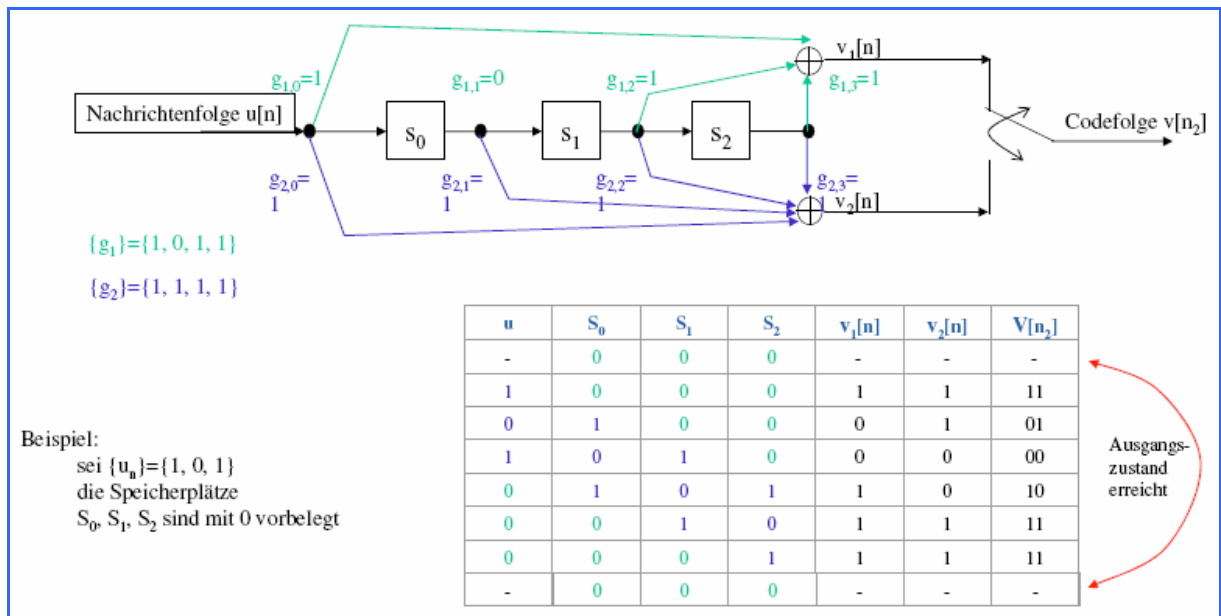 v₁[n]
g₁,₀=1 g₁,₁=0 g₁,₂=1 g₁,₃=1
Nachrichtenfolge u[n]
S₀ S₁ S₂
Codefolge v[n₂]
g₂,₀= g₂,₁= g₂,₂= g₂,₃=
1 1 1 1
v₂[n]
{g₁}={1, 0, 1, 1}
{g₂}={1, 1, 1, 1}
u S₀ S₁ S₂ v₁[n] v₂[n] V[n₂]
- 0 0 0 - - -
1 0 0 0 1 1 11
0 1 0 0 0 1 01
1 0 1 0 0 0 00
0 1 0 1 1 0 10
0 0 1 0 1 1 11
0 0 0 1 1 1 11
- 0 0 0 - - -
Beispiel:
sei {uₙ}={1, 0, 1}
die Speicherplätze
S₀, S₁, S₂ sind mit 0 vorbelegt
Ausgangs-
zustand
erreicht